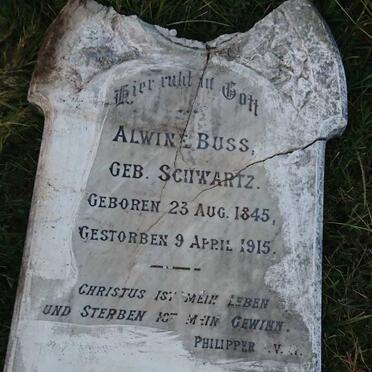 Hier ruht in Gott
ALWINE BUSS,
GEB. SCHWARTZ.
GEBOREN 23 AUG. 1845,
GESTORBEN 9 APRIL 1915.
CHRISTUS IST MEIN LEBEN
UND STERBEN IST MEIN GEWINN.
PHILIPPER